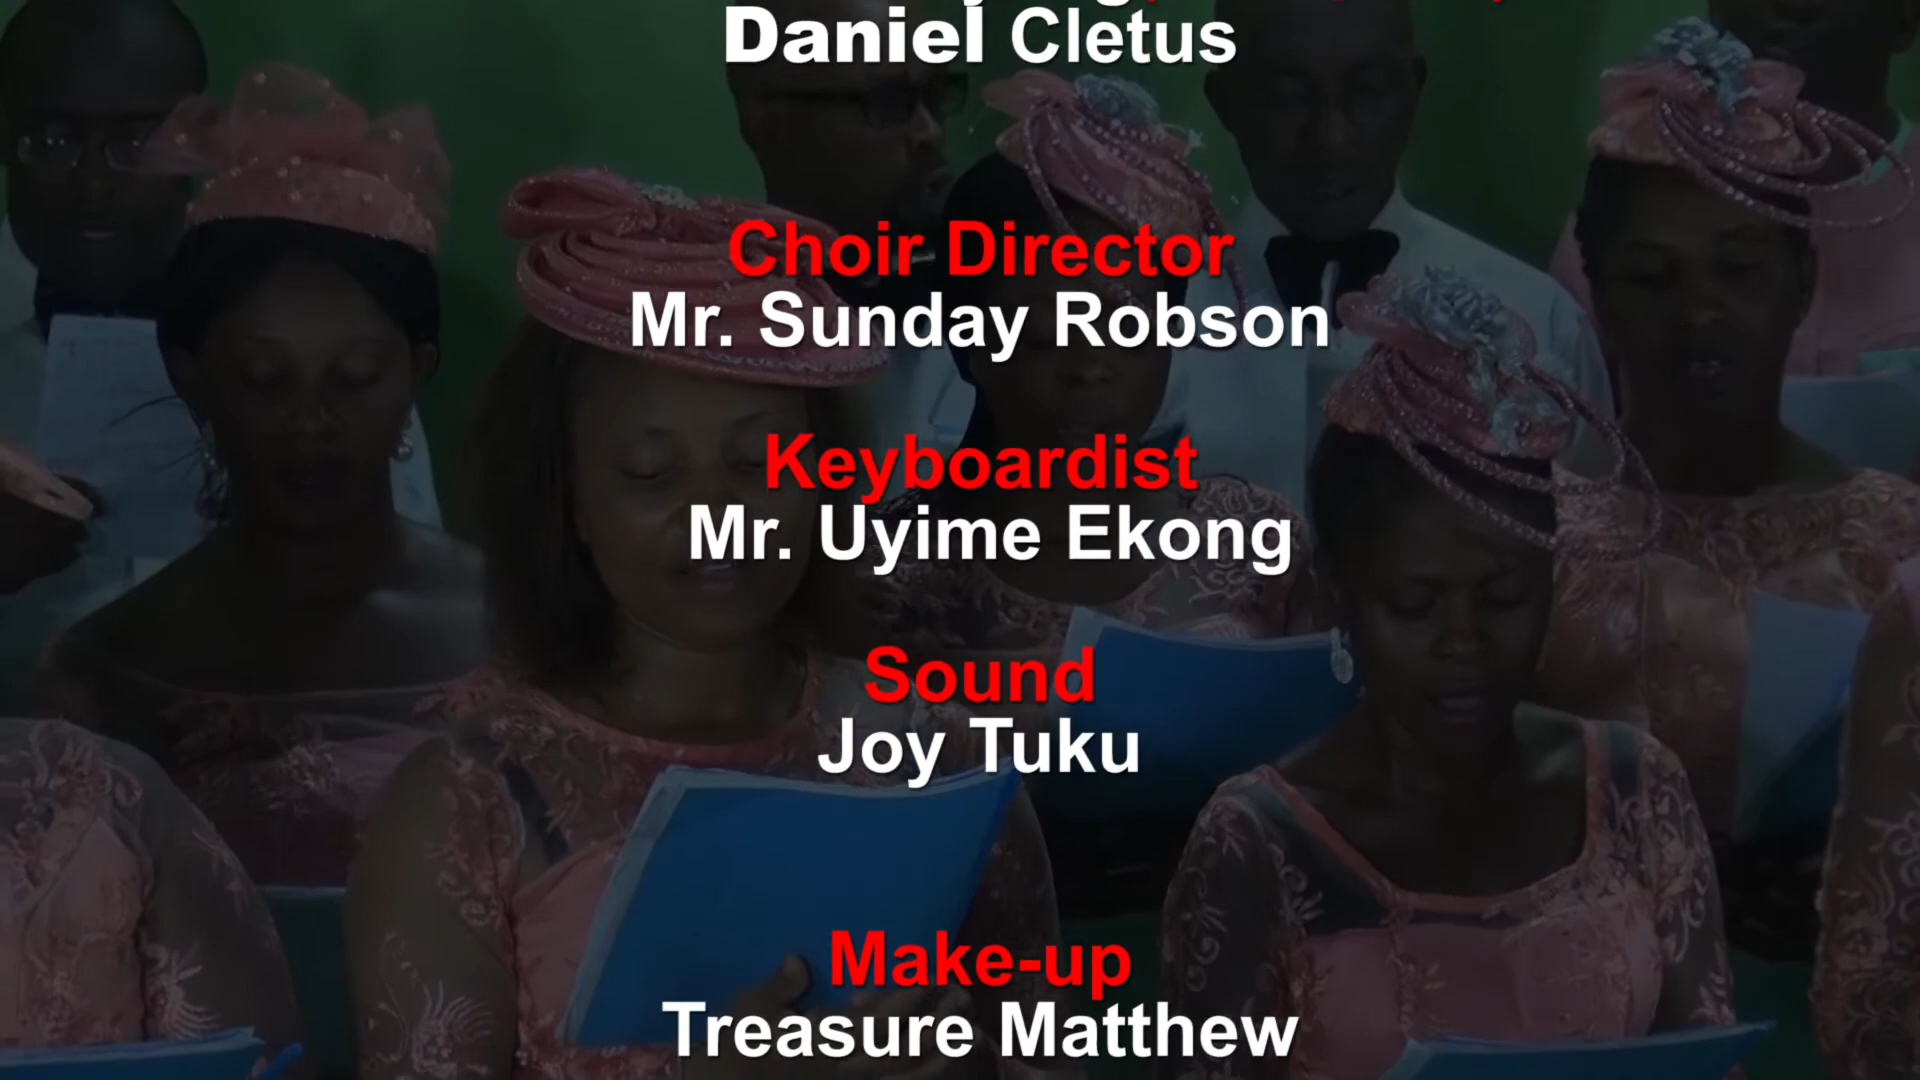 Daniel Cletus
Choir Director
Mr. Sunday Robson
Keyboardist
Mr. Uyime Ekong
Sound
Joy Tuku
Make-up
Treasure Matthew